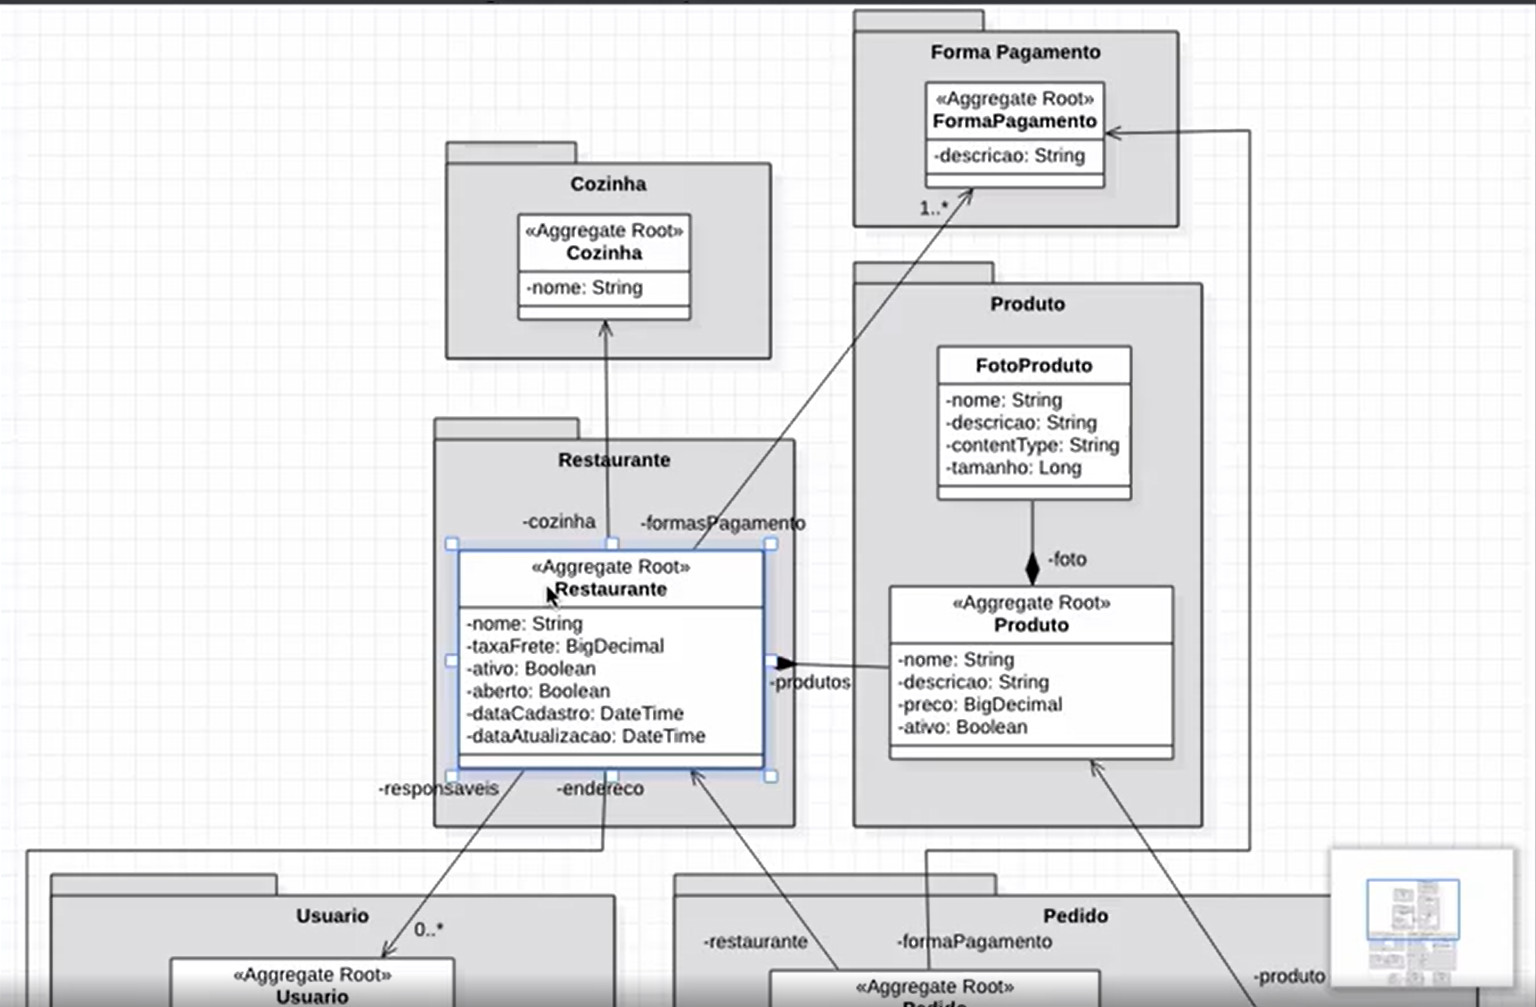 Forma Pagamento
«Aggregate Root»
FormaPagamento
-descricao: String
1..*
Cozinha
«Aggregate Root»
Cozinha
-nome: String
Produto
FotoProduto
-nome: String
-descricao: String
-contentType: String
-tamanho: Long
-foto
«Aggregate Root»
Produto
-nome: String
-descricao: String
-preco: BigDecimal
-ativo: Boolean
Restaurante
-cozinha
-formasPagamento
«Aggregate Root»
Restaurante
-nome: String
-taxaFrete: BigDecimal
-ativo: Boolean
-aberto: Boolean
-dataCadastro: DateTime
-dataAtualizacao: DateTime
-produtos
-responsaveis
-endereco
Usuario
0..*
«Aggregate Root»
Usuario
Pedido
-restaurante
-formaPagamento
-produto
«Aggregate Root»
Pedido